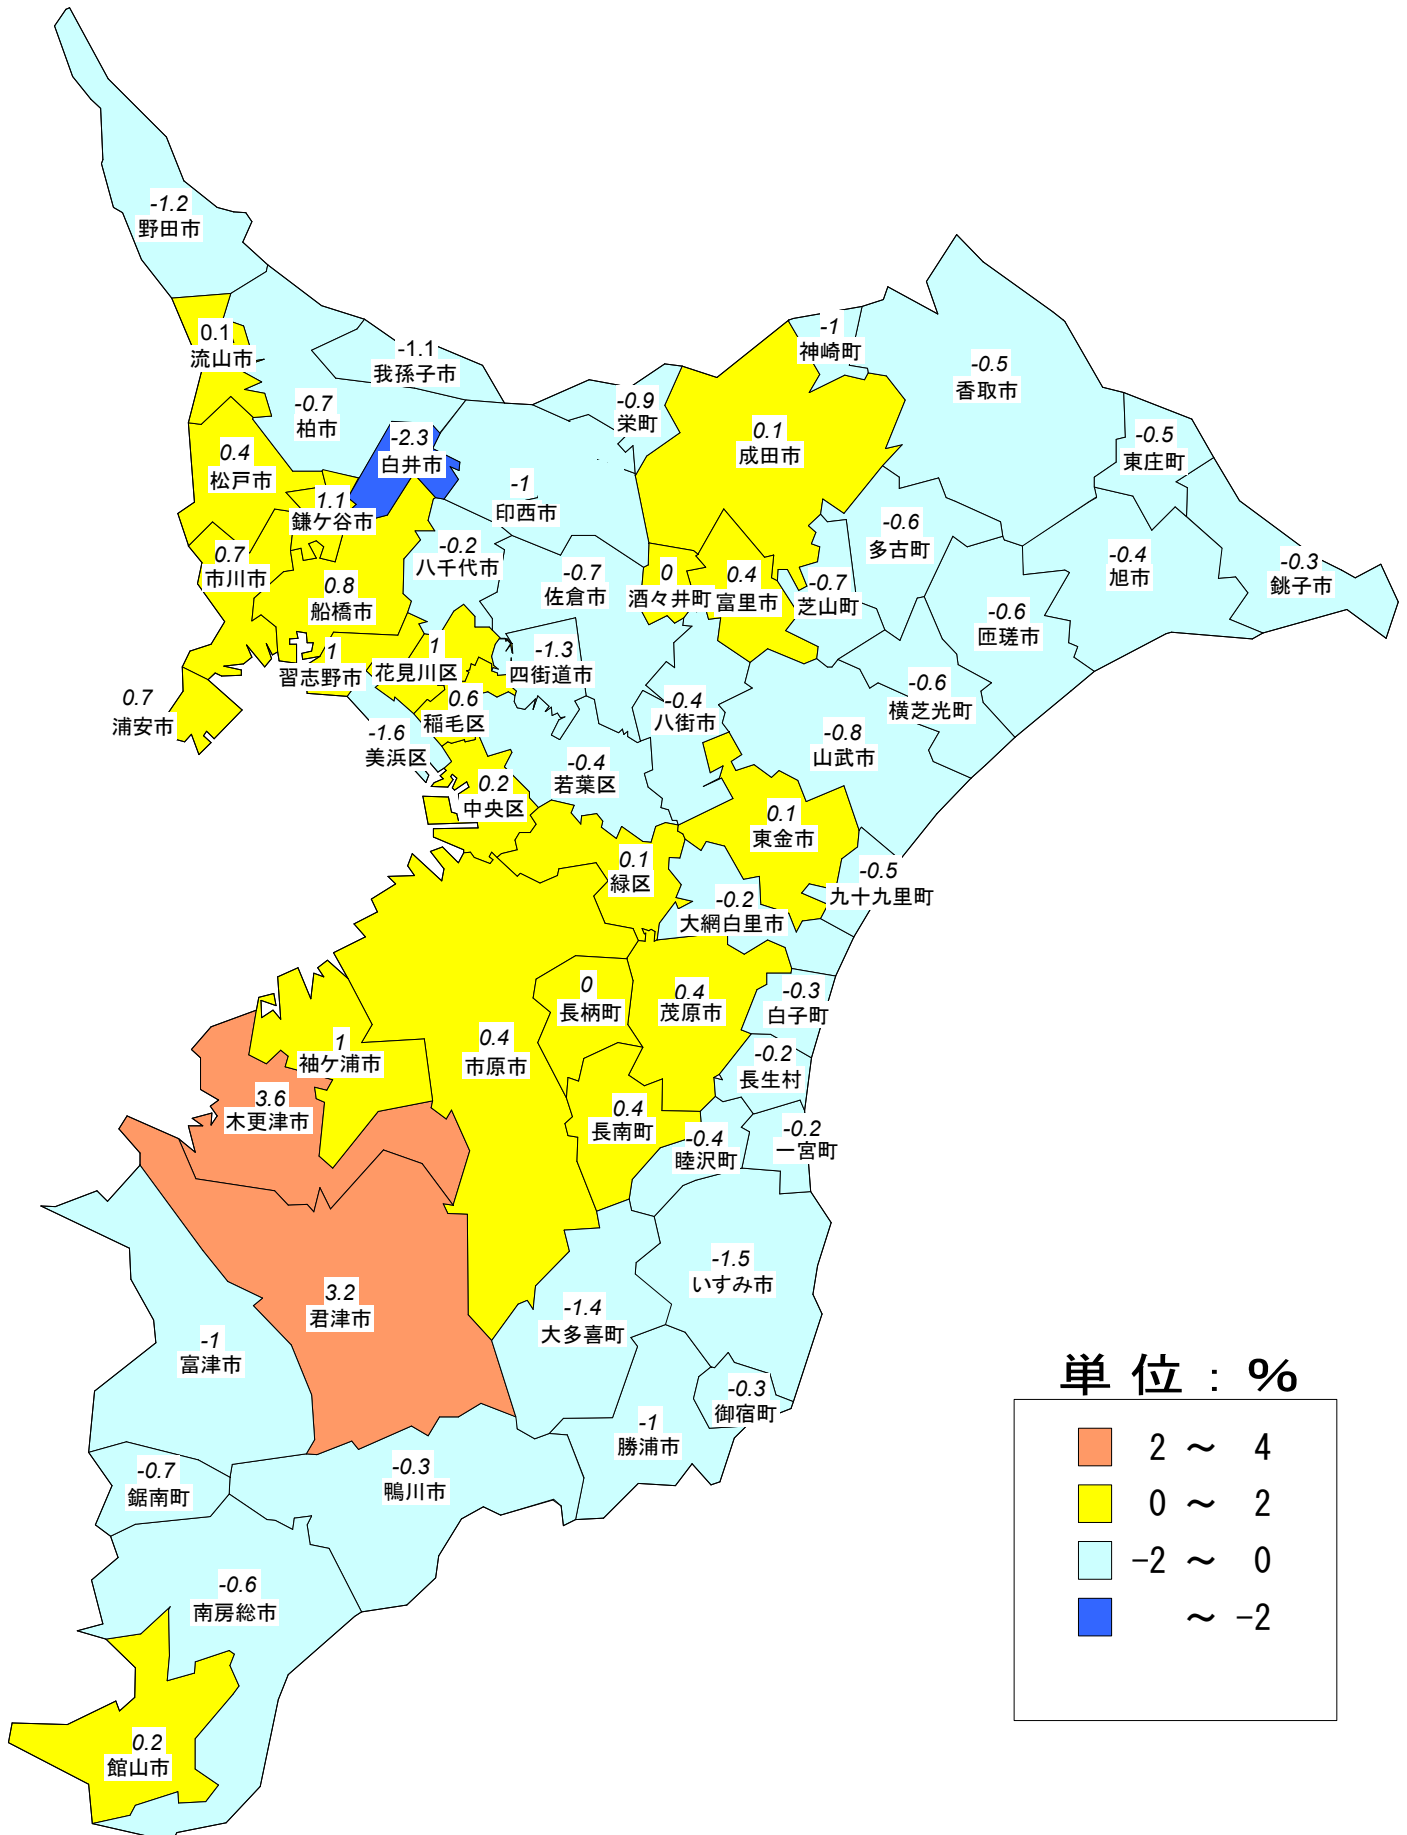 -1.2
野田市
0.1
流山市
-1.1
我孫子市
-0.7
柏市
-2.3
白井市
0.4
松戸市
1.1
鎌ケ谷市
-1
印西市
-0.9
栄町
0.1
成田市
-1
神崎町
-0.5
香取市
-0.5
東庄町
-0.3
銚子市
-0.4
旭市
-0.6
多古町
-0.6
匝瑳市
-0.7
芝山町
0.4
富里市
0
酒々井町
-0.7
佐倉市
-0.2
八千代市
0.7
市川市
0.8
船橋市
1
習志野市
1
花見川区
-1.3
四街道市
0.6
稲毛区
0.7
浦安市
-1.6
美浜区
-0.4
八街市
-0.6
横芝光町
-0.8
山武市
-0.4
若葉区
0.2
中央区
0.1
東金市
0.1
緑区
-0.5
九十九里町
-0.2
大網白里市
0
長柄町
0.4
茂原市
-0.3
白子町
1
袖ケ浦市
0.4
市原市
-0.2
長生村
3.6
木更津市
0.4
長南町
-0.4
睦沢町
-0.2
一宮町
-1.5
いすみ市
3.2
君津市
-1.4
大多喜町
-1
富津市
-0.3
御宿町
-1
勝浦市
-0.7
鋸南町
-0.3
鴨川市
-0.6
南房総市
0.2
館山市
単位：%
2 ～ 4
0 ～ 2
-2 ～ 0
～ -2